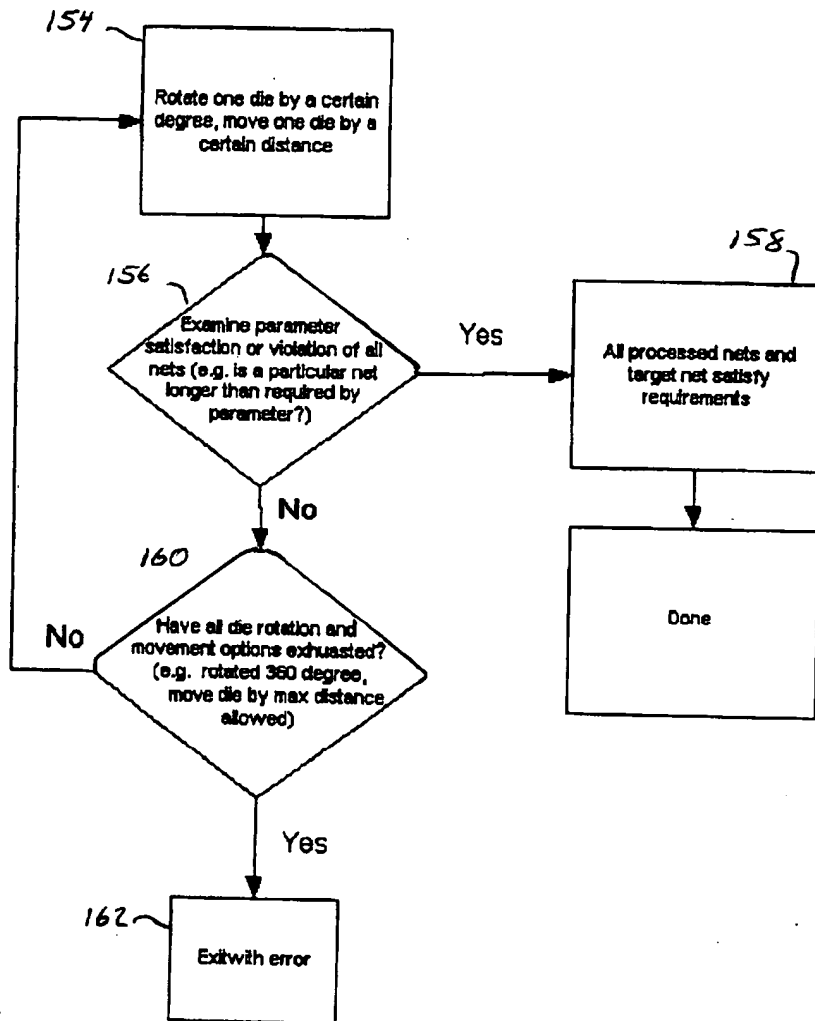 154
Rotate one die by a certain
degree, move one die by a
certain distance
156
Examine parameter
satisfaction or violation of all
nets (e.g. is a particular net
longer than required by
parameter?)
Yes
158
All processed nets and
target net satisfy
requirements
No
Done
160
Have all die rotation and
movement options exhuasted?
(e.g. rotated 360 degree,
move die by max distance
allowed)
No
Yes
162
Exitwith error